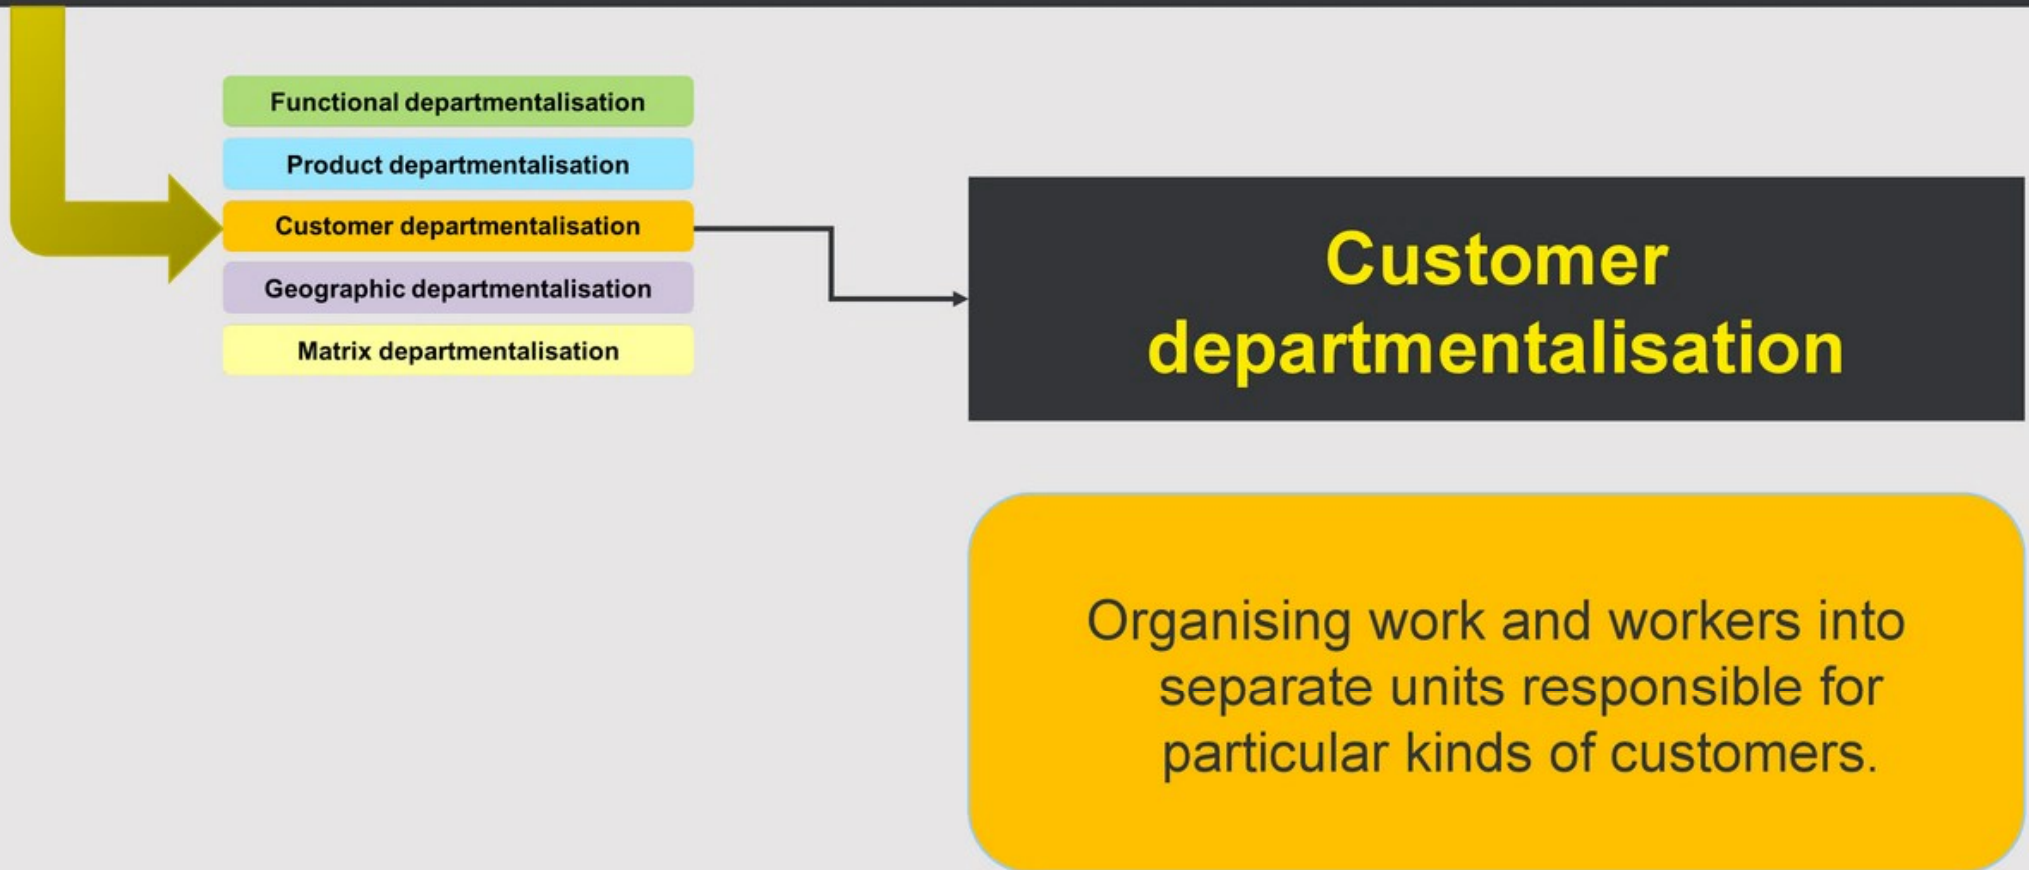 Functional departmentalisation
Product departmentalisation
Customer departmentalisation
Geographic departmentalisation
Matrix departmentalisation
Customer
departmentalisation
Organising work and workers into
separate units responsible for
particular kinds of customers.